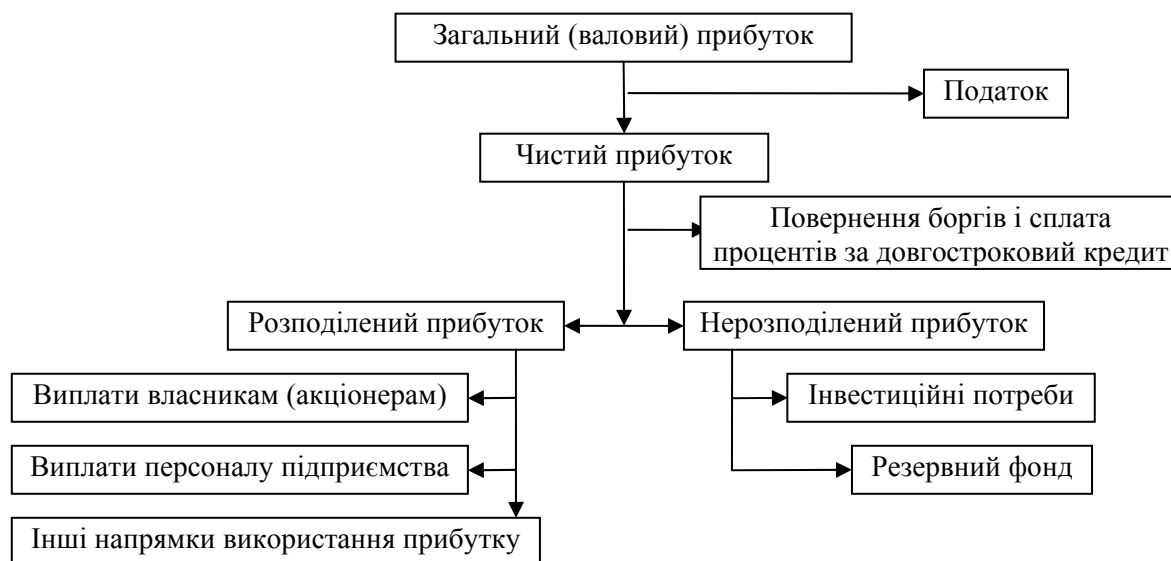 Загальний (валовий) прибуток
Податок
Чистий прибуток
Повернення боргів і сплата
процентів за довгостроковий кредит
Розподілений прибуток
Нерозподілений прибуток
Виплати власникам (акціонерам)
Інвестиційні потреби
Виплати персоналу підприємства
Резервний фонд
Інші напрямки використання прибутку